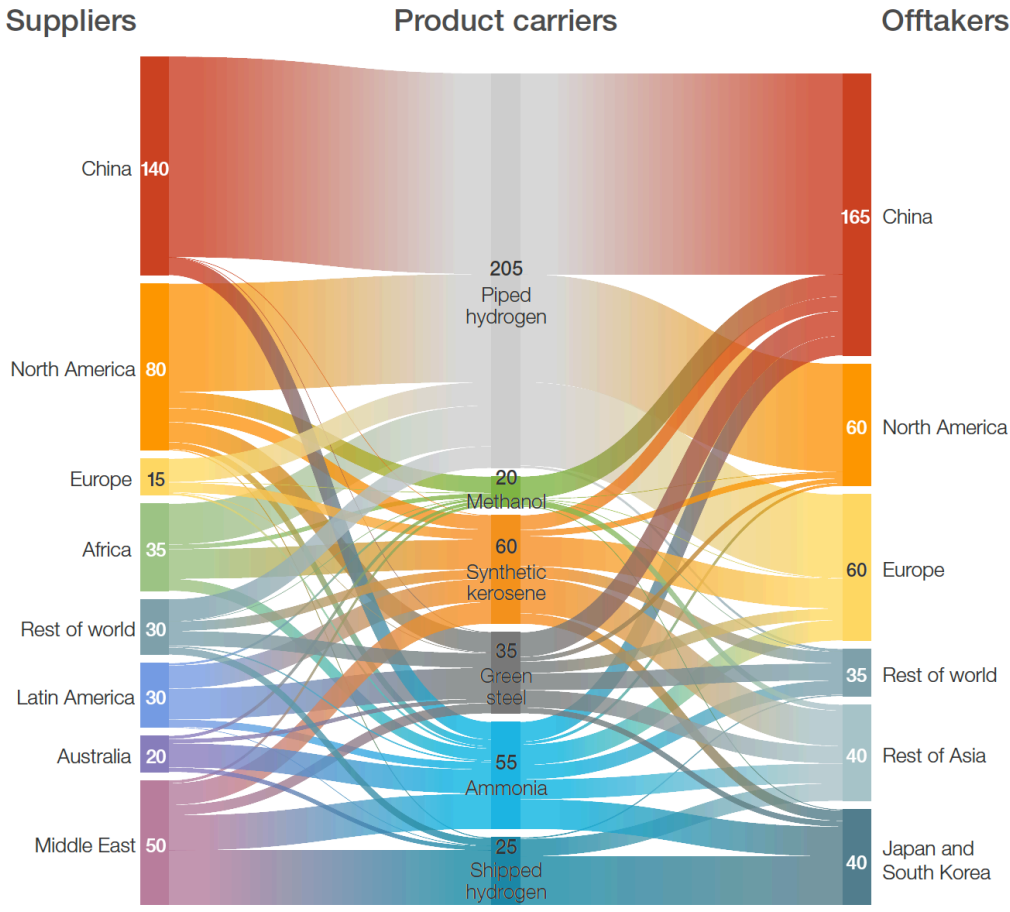 Suppliers
Product carriers
Offtakers
China
140
North America
80
Europe
15
Africa
35
Rest of world
30
Latin America
30
Australia
20
Middle East
50
205
Piped
hydrogen
20
Methanol
60
Synthetic
kerosene
35
Green
steel
55
Ammonia
25
Shipped
hydrogen
165
China
60
North America
60
Europe
35
Rest of world
40
Rest of Asia
40
Japan and
South Korea